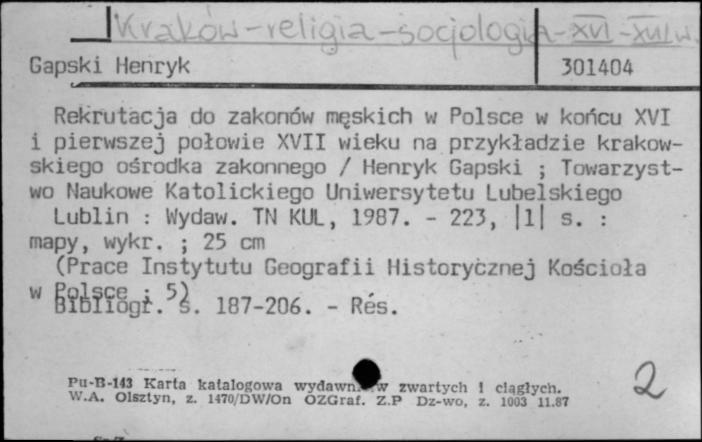 Kraków-religia-socjologia-XVI-XVII w.
Gapski Henryk 301404
Rekrutacja do zakonów męskich w Polsce w końcu XVI
i pierwszej połowie XVII wieku na przykładzie krakow-
skiego ośrodka zakonnego / Henryk Gapski ; Towarzyst-
wo Naukowe Katolickiego Uniwersytetu Lubelskiego
Lublin : Wydaw. TN KUL, 1987. - 223, |1| s. :
mapy, wykr. ; 25 cm
(Prace Instytutu Geografii Historycznej Kościoła
w Polsce ; 5)
Bibliogr. s. 187-206. - Rés.
2
Pu-B-143 Karta katalogowa wydawnictw zwartych i ciągłych.
W.A. Olsztyn, z. 1470/DW/On OZGraf. Z.P Dz-wo, z. 1003 11.87